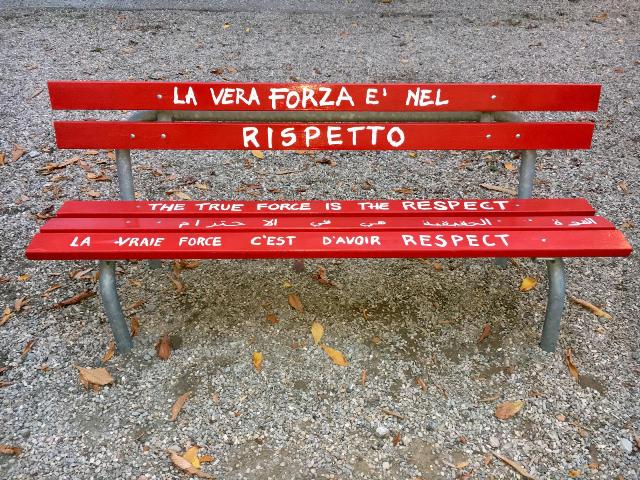 LA VERA FORZA E' NEL
RISPETTO
THE TRUE FORCE IS THE RESPECT
القوة الحقيقية هي في الاحترام
LA VRAIE FORCE C'EST D'AVOIR RESPECT